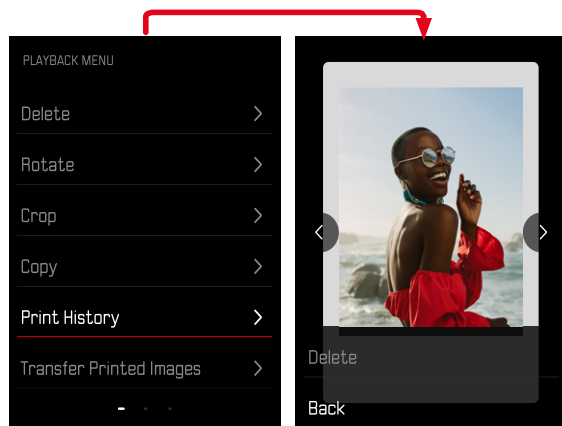 PLAYBACK MENU
Delete
Rotate
Crop
Copy
Print History
Transfer Printed Images
Delete
Back